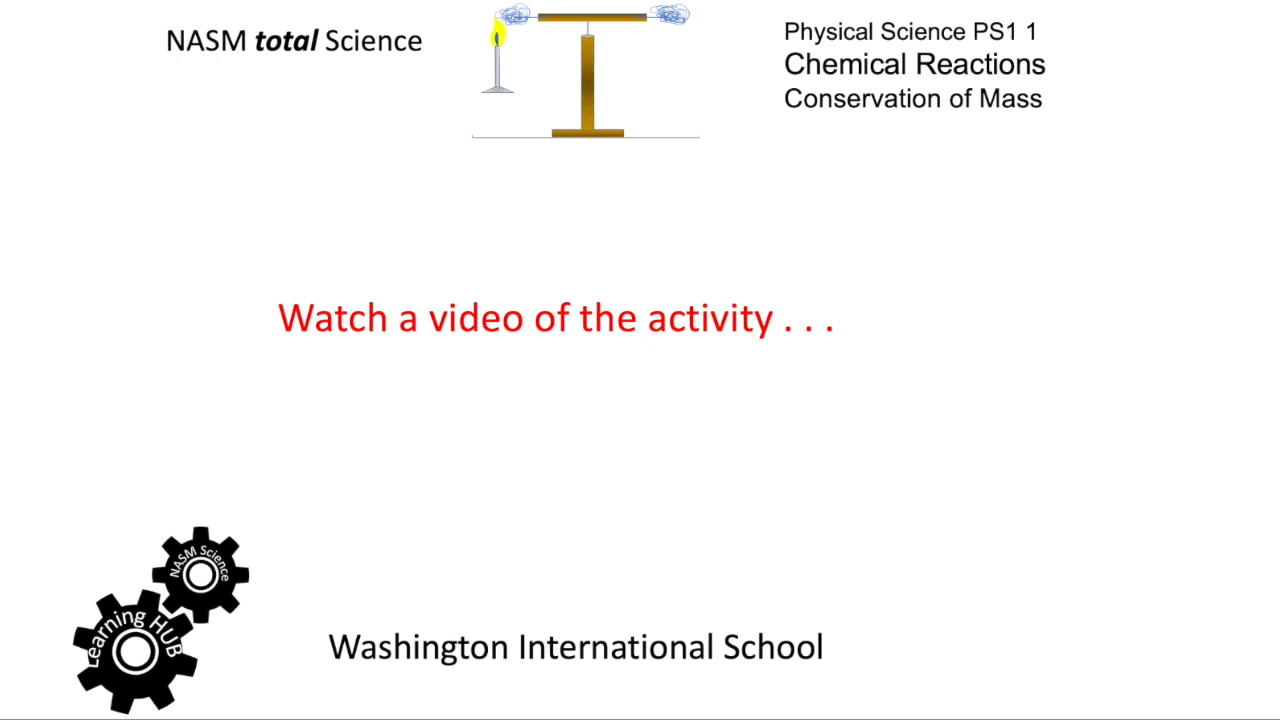 NASM total Science
Physical Science PS1 1
Chemical Reactions
Conservation of Mass
Watch a video of the activity . . .
NASM Science
Learning HUB
Washington International School